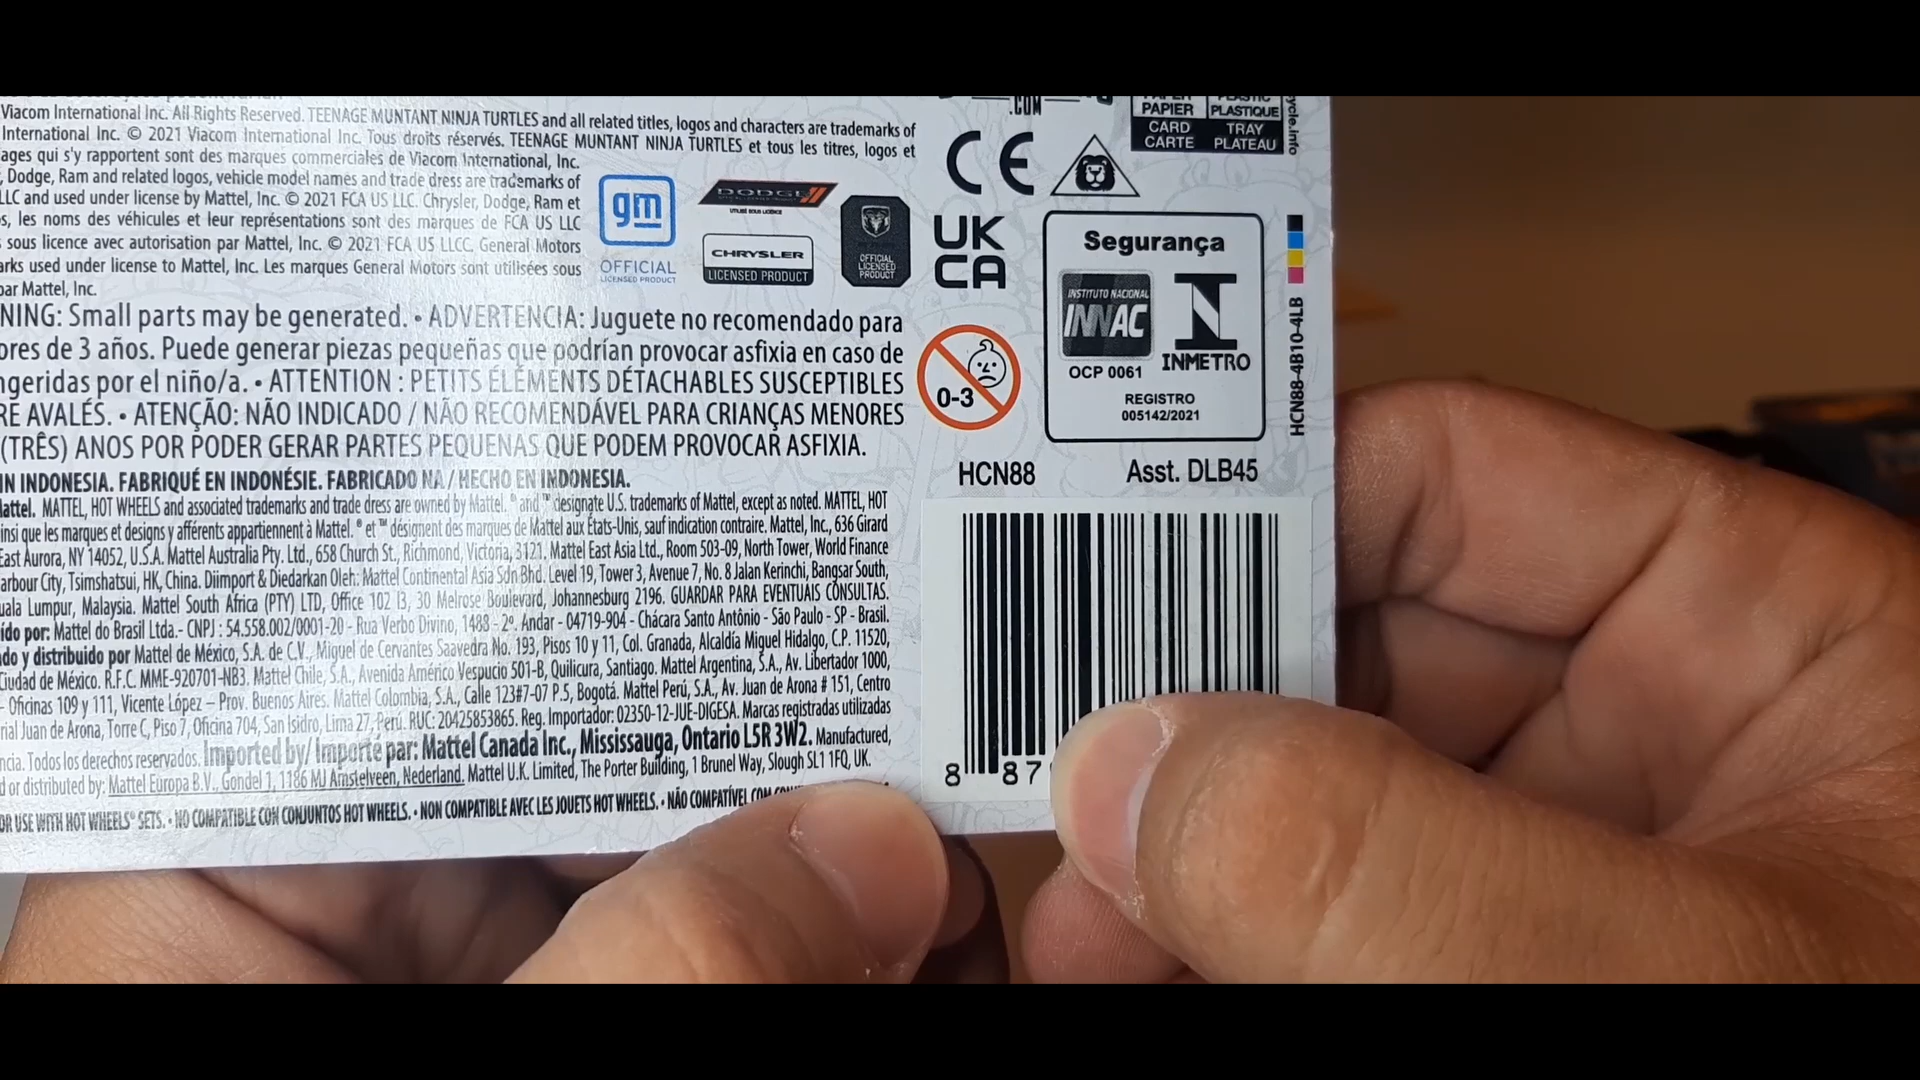 Viacom International Inc. All Rights Reserved. TEENAGE MUNTANT NINJA TURTLES and all related titles, logos and characters are trademarks of
International Inc. © 2021 Viacom International Inc. Tous droits réservés. TEENAGE MUNTANT NINJA TURTLES et tous les titres, logos et
ages qui s'y rapportent sont des marques commerciales de Viacom International, Inc.
, Dodge, Ram and related logos, vehicle model names and trade dress are trademarks of
LLC and used under license by Mattel, Inc. © 2021 FCA US LLC. Chrysler, Dodge, Ram et
s, les noms des véhicules et leur représentations sont des marques de FCA US LLC
sous licence avec autorisation par Mattel, Inc. © 2021 FCA US LLCC. General Motors
arks used under license to Mattel, Inc. Les marques General Motors sont utilisées sous
par Mattel, Inc.
gm
OFFICIAL
LICENSED PRODUCT
DODGE
UTILISÉ SOUS LICENCE
CHRYSLER
LICENSED PRODUCT
OFFICIAL
LICENSED
PRODUCT
NING: Small parts may be generated. • ADVERTENCIA: Juguete no recomendado para
ores de 3 años. Puede generar piezas pequeñas que podrían provocar asfixia en caso de
ngeridas por el niño/a. • ATTENTION : PETITS ÉLÉMENTS DÉTACHABLES SUSCEPTIBLES
RE AVALÉS. • ATENÇÃO: NÃO INDICADO / NÃO RECOMENDÁVEL PARA CRIANÇAS MENORES
(TRÊS) ANOS POR PODER GERAR PARTES PEQUENAS QUE PODEM PROVOCAR ASFIXIA.
IN INDONESIA. FABRIQUÉ EN INDONÉSIE. FABRICADO NA / HECHO EN INDONESIA.
Mattel. MATTEL, HOT WHEELS and associated trademarks and trade dress are owned by Mattel. ® and ™ designate U.S. trademarks of Mattel, except as noted. MATTEL, HOT
insi que les marques et designs y afférents appartiennent à Mattel. ® et ™ désignent des marques de Mattel aux États-Unis, sauf indication contraire. Mattel, Inc., 636 Girard
East Aurora, NY 14052, U.S.A. Mattel Australia Pty. Ltd., 658 Church St., Richmond, Victoria, 3121. Mattel East Asia Ltd., Room 503-09, North Tower, World Finance
arbour City, Tsimshatsui, HK, China. Diimport & Diedarkan Oleh: Mattel Continental Asia Sdn Bhd. Level 19, Tower 3, Avenue 7, No. 8 Jalan Kerinchi, Bangsar South,
uala Lumpur, Malaysia. Mattel South Africa (PTY) LTD, Office 102 I3, 30 Melrose Boulevard, Johannesburg 2196. GUARDAR PARA EVENTUAIS CONSULTAS.
ido por: Mattel do Brasil Ltda.- CNPJ : 54.558.002/0001-20 - Rua Verbo Divino, 1488 - 2º. Andar - 04719-904 - Chácara Santo Antônio - São Paulo - SP - Brasil.
do y distribuido por Mattel de México, S.A. de C.V., Miguel de Cervantes Saavedra No. 193, Pisos 10 y 11, Col. Granada, Alcaldía Miguel Hidalgo, C.P. 11520,
Ciudad de México. R.F.C. MME-920701-NB3. Mattel Chile, S.A., Avenida Américo Vespucio 501-B, Quilicura, Santiago. Mattel Argentina, S.A., Av. Libertador 1000,
- Oficinas 109 y 111, Vicente López – Prov. Buenos Aires. Mattel Colombia, S.A., Calle 123#7-07 P.5, Bogotá. Mattel Perú, S.A., Av. Juan de Arona # 151, Centro
rial Juan de Arona, Torre C, Piso 7, Oficina 704, San Isidro, Lima 27, Perú. RUC: 20425853865. Reg. Importador: 02350-12-JUE-DIGESA. Marcas registradas utilizadas
ncia. Todos los derechos reservados. Imported by/ Importé par: Mattel Canada Inc., Mississauga, Ontario L5R 3W2. Manufactured,
d or distributed by: Mattel Europa B.V., Gondel 1, 1186 MJ Amstelveen, Nederland. Mattel U.K. Limited, The Porter Building, 1 Brunel Way, Slough SL1 1FQ, UK.
OR USE WITH HOT WHEELS® SETS. • NO COMPATIBLE CON CONJUNTOS HOT WHEELS. • NON COMPATIBLE AVEC LES JOUETS HOT WHEELS. • NÃO COMPATÍVEL COM
.COM
PAPIER PLASTIQUE
CARD TRAY
CARTE PLATEAU
ycle.info
CE
UK
CA
0-3
Segurança
INSTITUTO NACIONAL
INNAC
OCP 0061
INMETRO
REGISTRO
005142/2021
HCN88-4B10-4LB
HCN88 Asst. DLB45
8 87